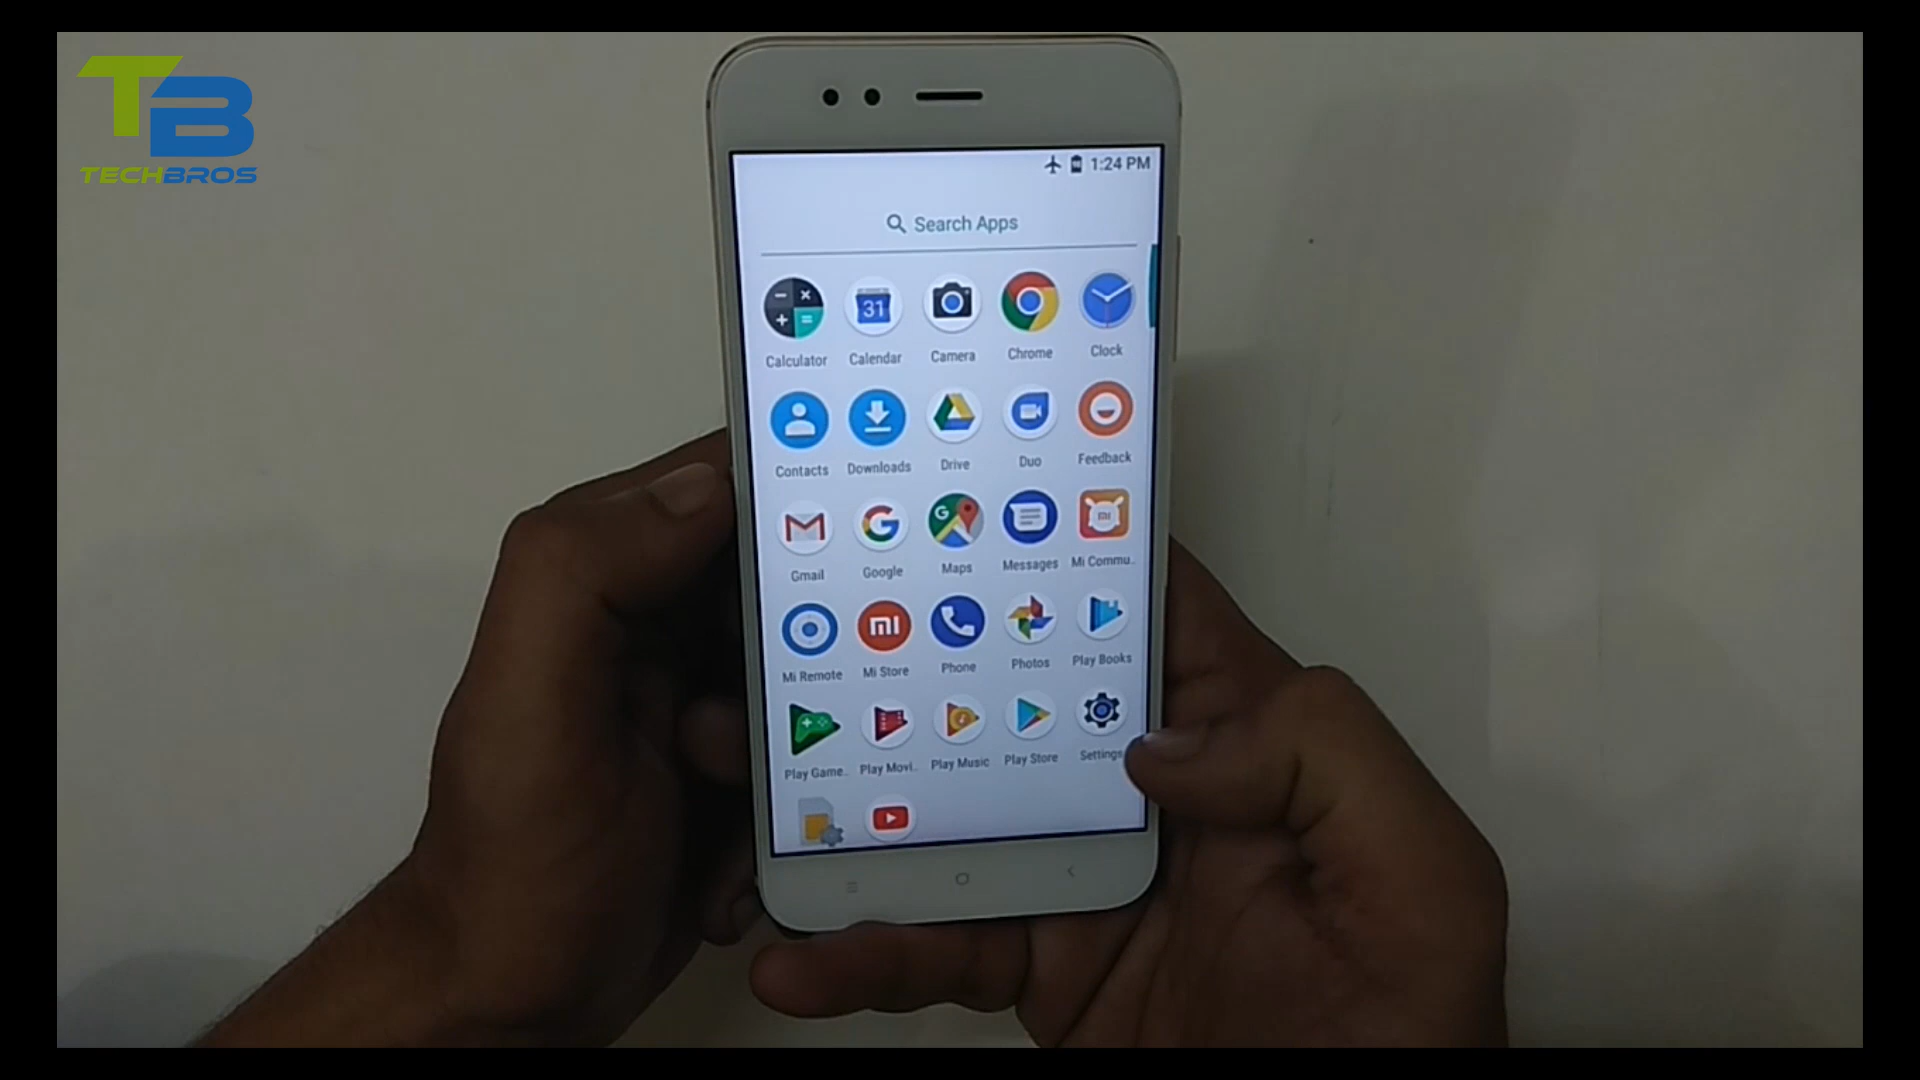 TB
TECHBROS
1:24 PM
Search Apps
31
Calculator Calendar Camera Chrome Clock
Contacts Downloads Drive Duo Feedback
Gmail Google Maps Messages Mi Commu..
Mi Remote Mi Store Phone Photos Play Books
Play Game.. Play Movi.. Play Music Play Store Settings